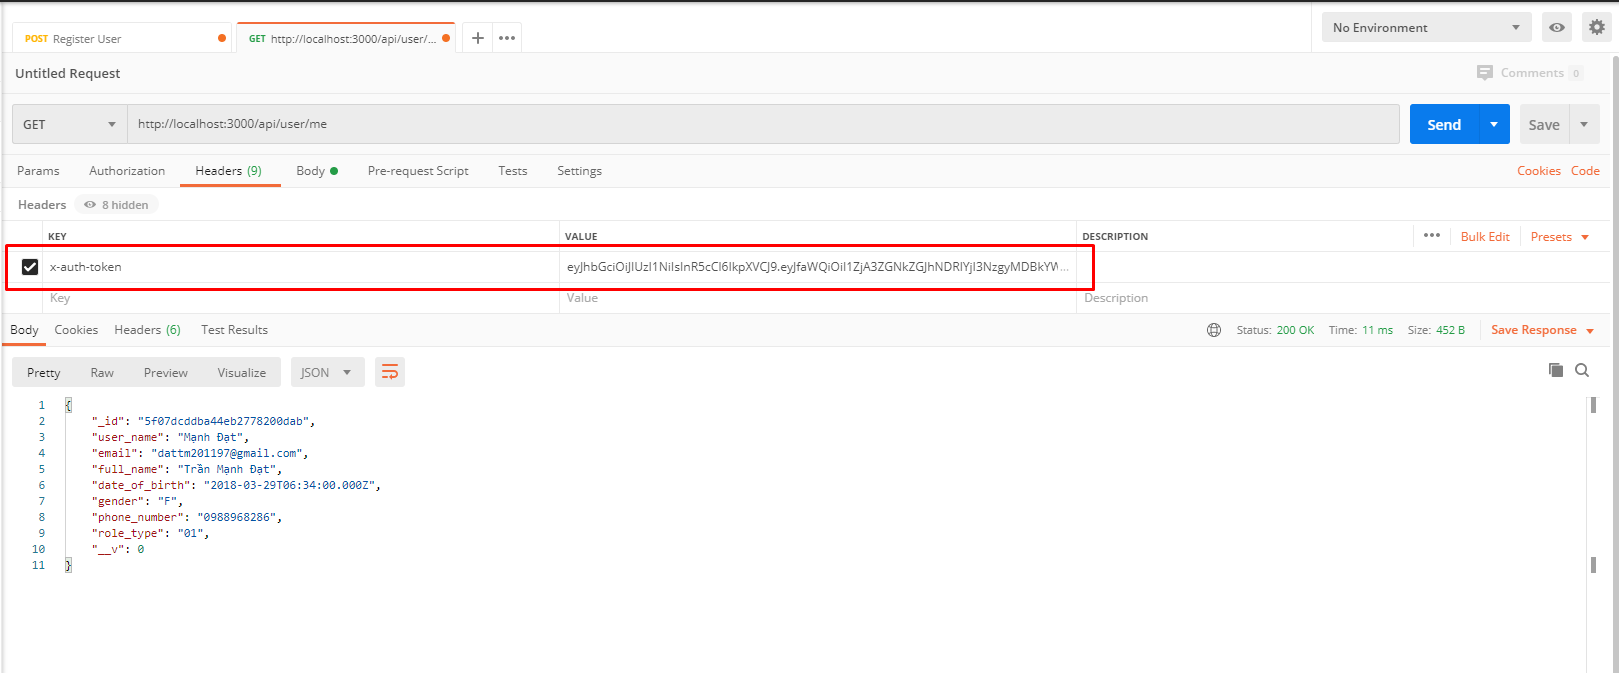 POST Register User
GET http://localhost:3000/api/user/...
No Environment
Untitled Request
Comments 0
GET http://localhost:3000/api/user/me
Send Save
Params Authorization Headers (9) Body Pre-request Script Tests Settings Cookies Code
Headers 8 hidden
KEY VALUE DESCRIPTION ... Bulk Edit Presets
x-auth-token
Key Value Description
Body Cookies Headers (6) Test Results Status: 200 OK Time: 11 ms Size: 452 B Save Response
Pretty Raw Preview Visualize JSON
1 {
2 "_id": "5f07dcddba44eb2778200dab",
3 "user_name": "Mạnh Đạt",
4 "email": "dattm201197@gmail.com",
5 "full_name": "Trần Mạnh Đạt",
6 "date_of_birth": "2018-03-29T06:34:00.000Z",
7 "gender": "F",
8 "phone_number": "0988968286",
9 "role_type": "01",
10 "__v": 0
11 }